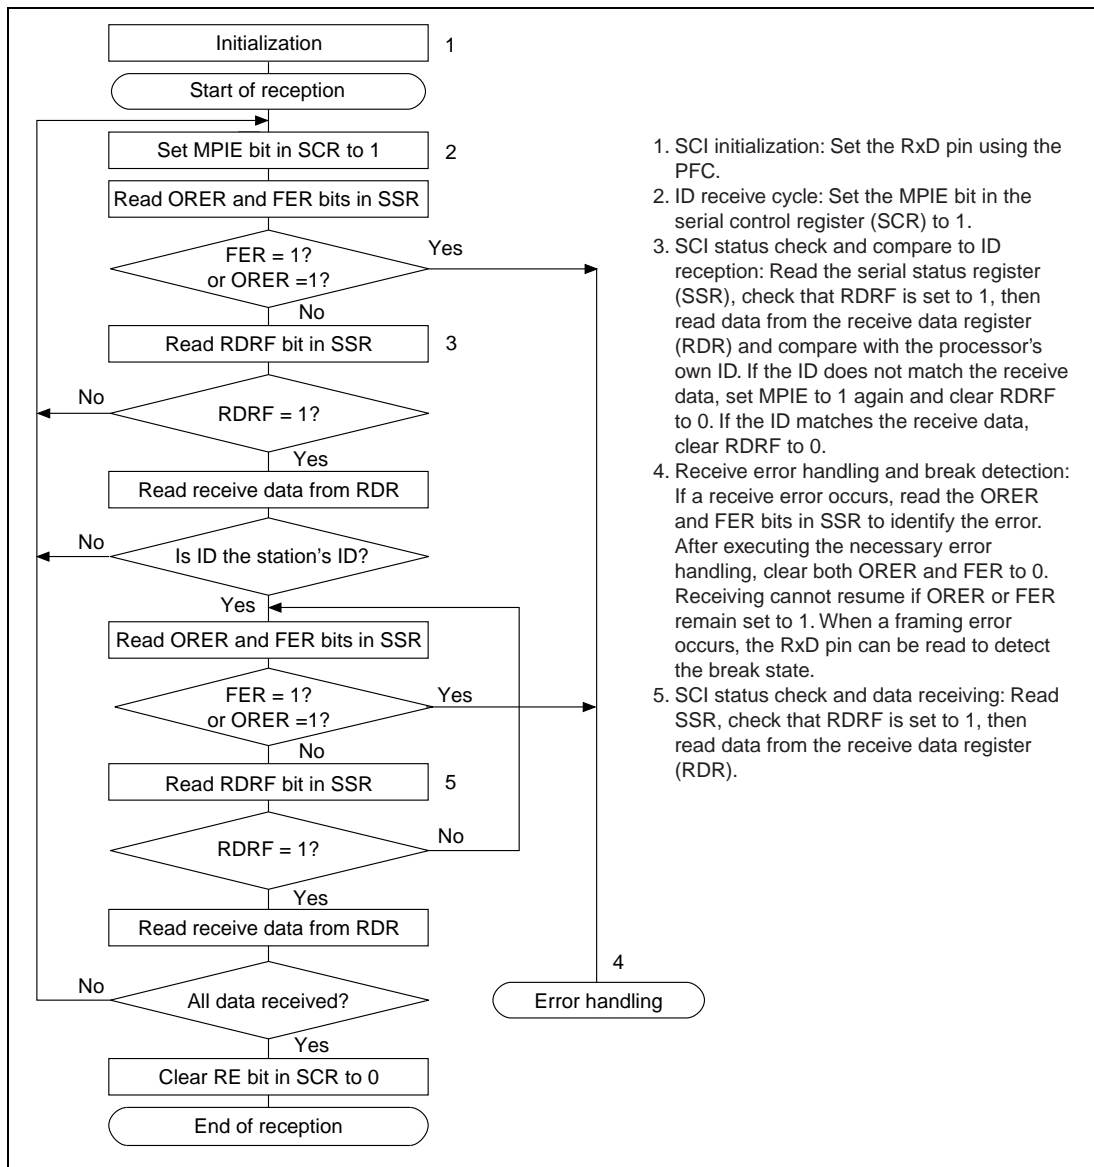 Initialization
1
Start of reception
Set MPIE bit in SCR to 1
2
Read ORER and FER bits in SSR
FER = 1?
or ORER =1?
Yes
No
Read RDRF bit in SSR
3
No
RDRF = 1?
Yes
Read receive data from RDR
No
Is ID the station's ID?
Yes
Read ORER and FER bits in SSR
FER = 1?
or ORER =1?
Yes
No
Read RDRF bit in SSR
5
RDRF = 1?
No
Yes
Read receive data from RDR
No
All data received?
4
Error handling
Yes
Clear RE bit in SCR to 0
End of reception
1. SCI initialization: Set the RxD pin using the
PFC.
2. ID receive cycle: Set the MPIE bit in the
serial control register (SCR) to 1.
3. SCI status check and compare to ID
reception: Read the serial status register
(SSR), check that RDRF is set to 1, then
read data from the receive data register
(RDR) and compare with the processor's
own ID. If the ID does not match the receive
data, set MPIE to 1 again and clear RDRF
to 0. If the ID matches the receive data,
clear RDRF to 0.
4. Receive error handling and break detection:
If a receive error occurs, read the ORER
and FER bits in SSR to identify the error.
After executing the necessary error
handling, clear both ORER and FER to 0.
Receiving cannot resume if ORER or FER
remain set to 1. When a framing error
occurs, the RxD pin can be read to detect
the break state.
5. SCI status check and data receiving: Read
SSR, check that RDRF is set to 1, then
read data from the receive data register
(RDR).